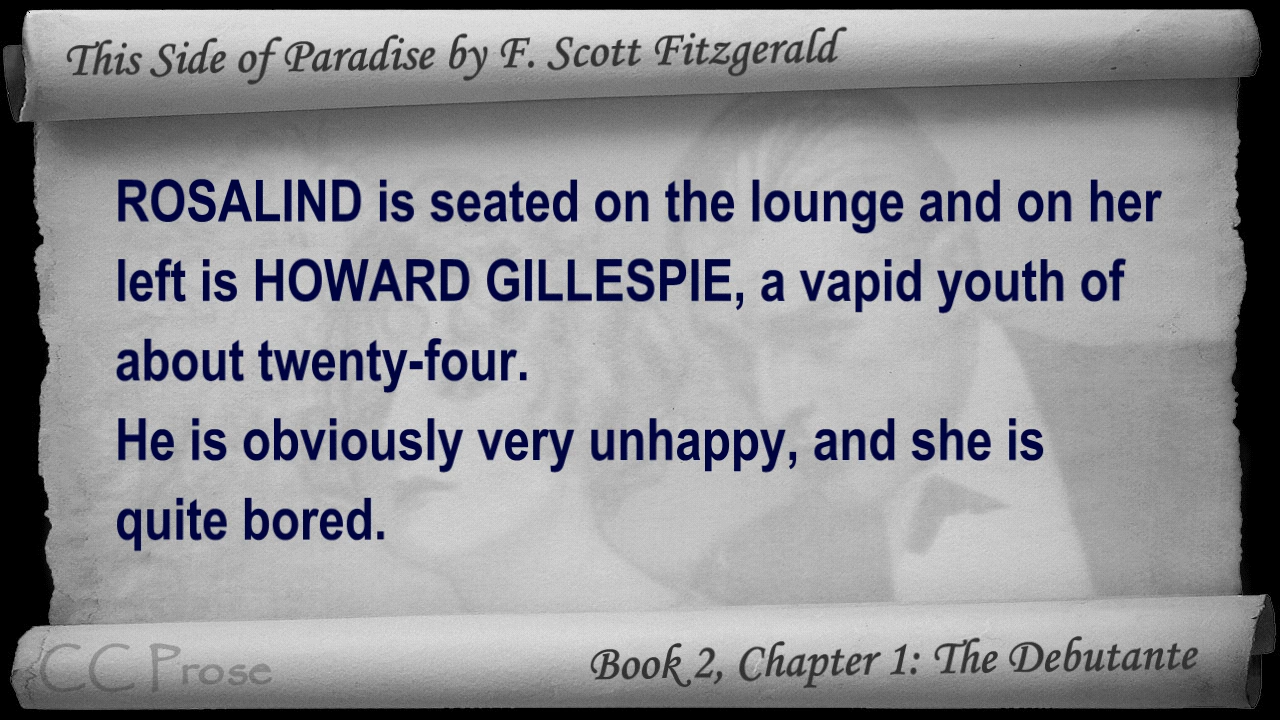 This Side of Paradise by F. Scott Fitzgerald
ROSALIND is seated on the lounge and on her
left is HOWARD GILLESPIE, a vapid youth of
about twenty-four.
He is obviously very unhappy, and she is
quite bored.
CC Prose
Book 2, Chapter 1: The Debutante